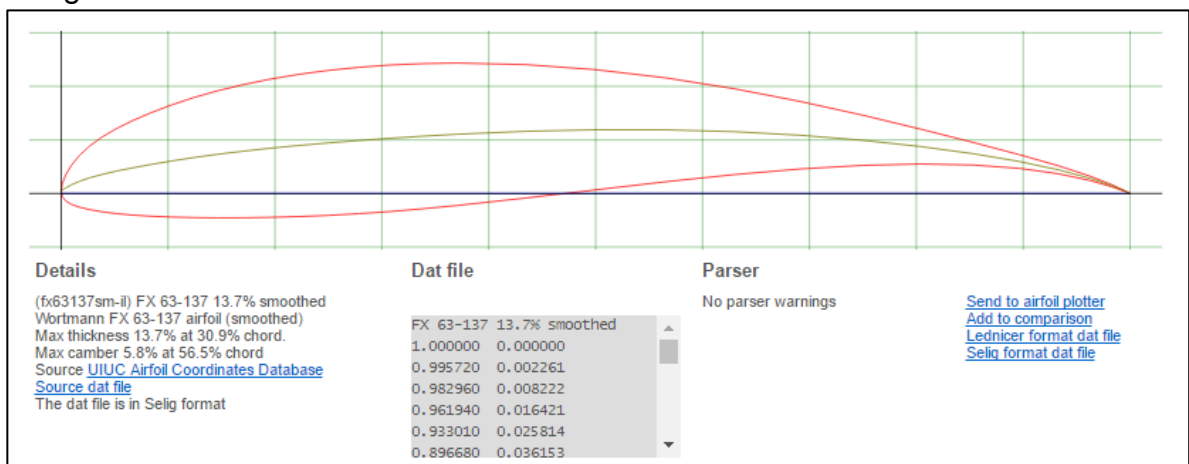 Details
(fx63137sm-il) FX 63-137 13.7% smoothed
Wortmann FX 63-137 airfoil (smoothed)
Max thickness 13.7% at 30.9% chord.
Max camber 5.8% at 56.5% chord
Source UIUC Airfoil Coordinates Database
Source dat file
The dat file is in Selig format
Dat file
FX 63-137 13.7% smoothed
1.000000 0.000000
0.995720 0.002261
0.982960 0.008222
0.961940 0.016421
0.933010 0.025814
0.896680 0.036153
Parser
No parser warnings
Send to airfoil plotter
Add to comparison
Lednicer format dat file
Selig format dat file